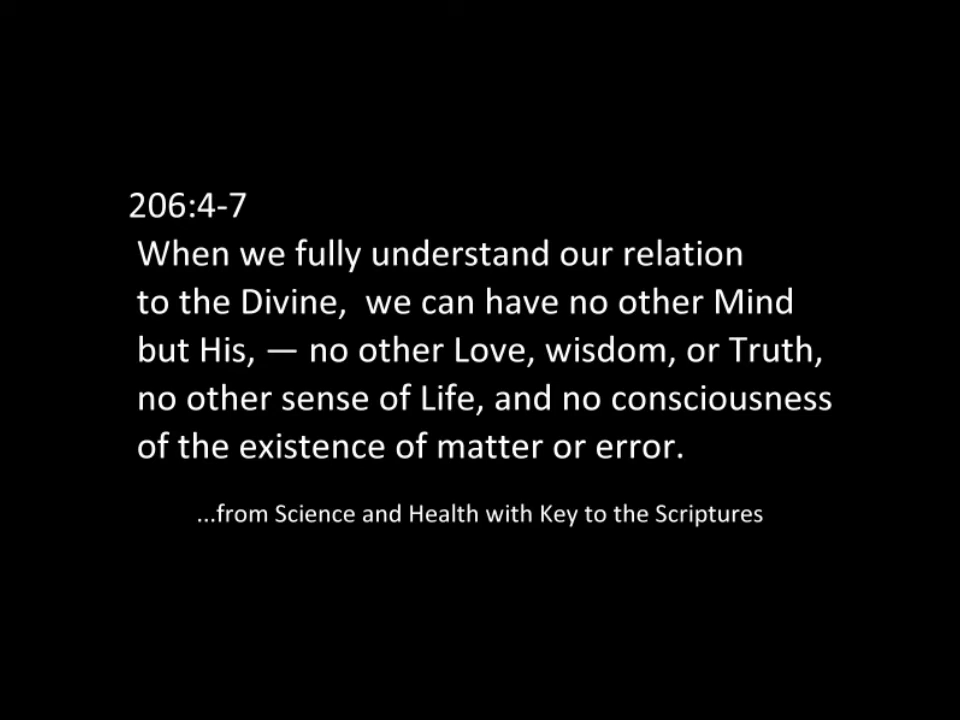 206:4-7
When we fully understand our relation
to the Divine,  we can have no other Mind
but His, — no other Love, wisdom, or Truth,
no other sense of Life, and no consciousness
of the existence of matter or error.
...from Science and Health with Key to the Scriptures